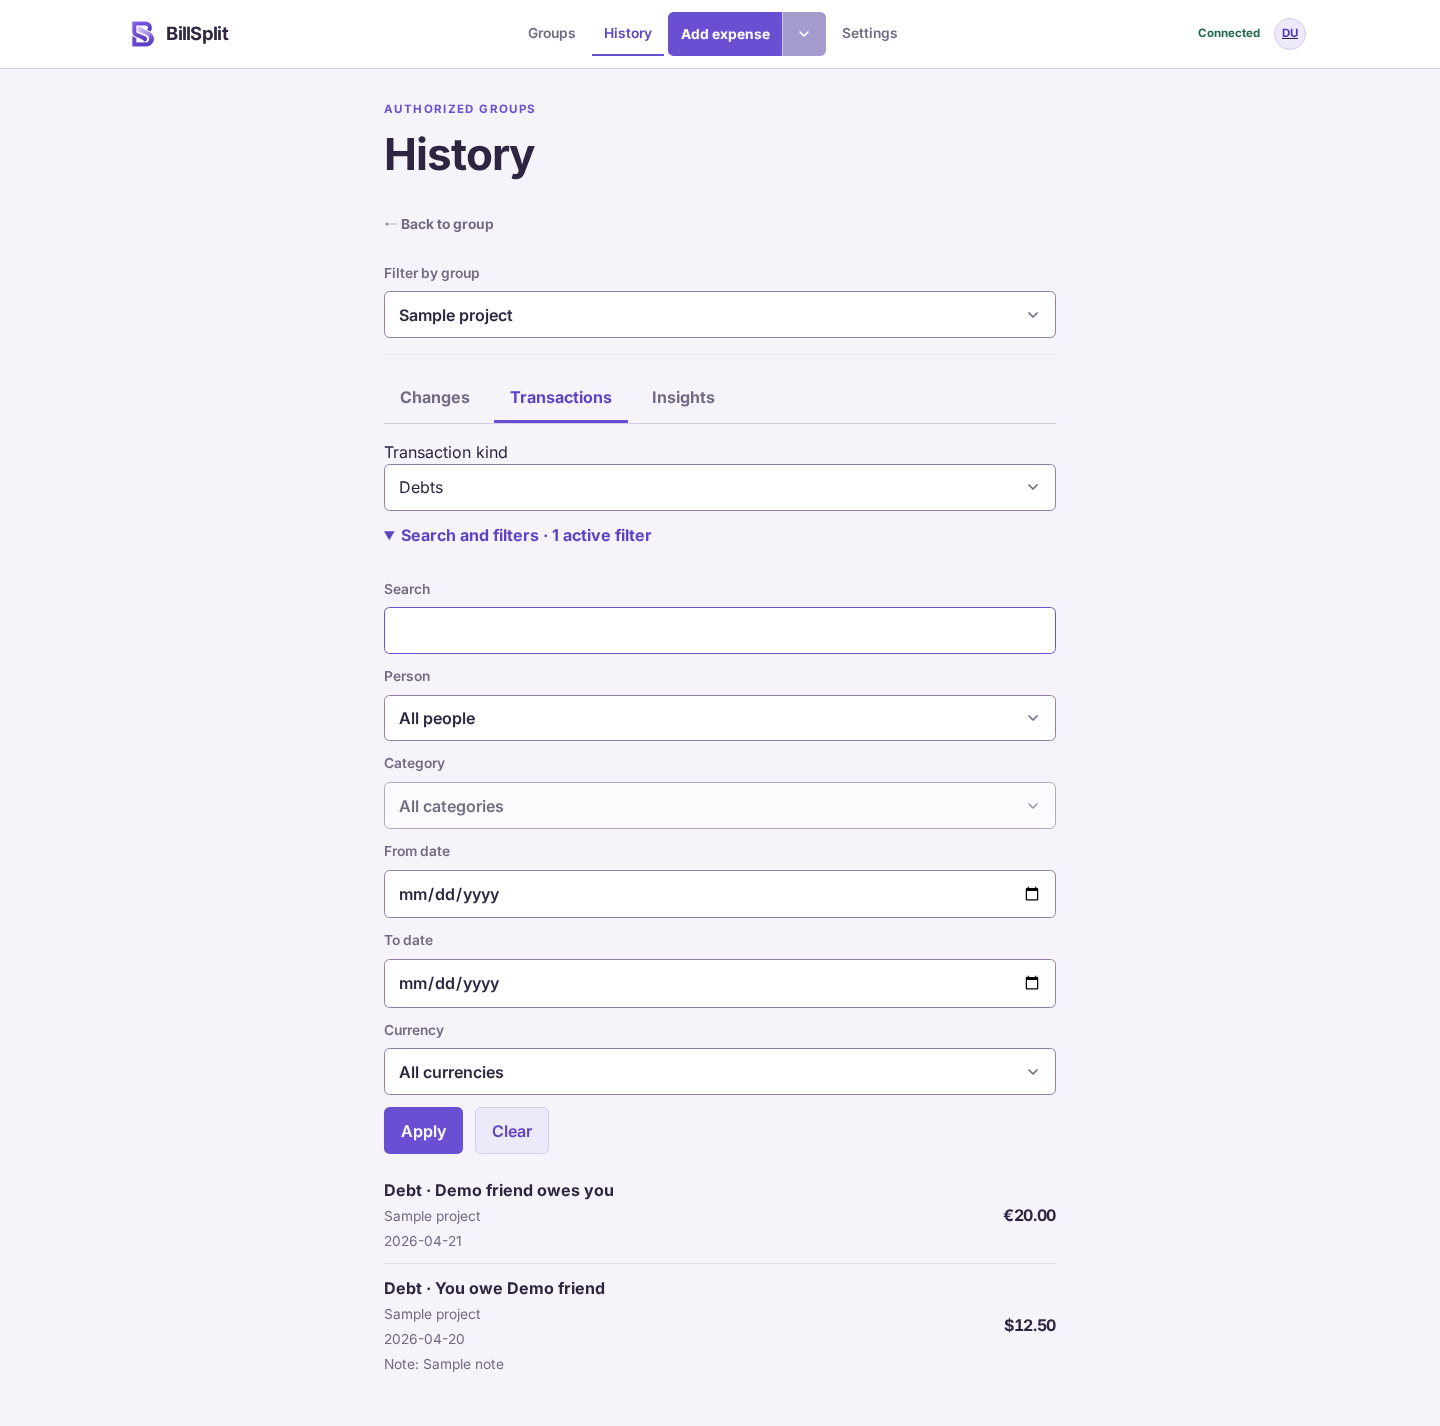 BillSplit
Groups
History
Add expense
Settings
Connected
DU
AUTHORIZED GROUPS
History
← Back to group
Filter by group
Sample project
Changes
Transactions
Insights
Transaction kind
Debts
▼ Search and filters · 1 active filter
Search
Person
All people
Category
All categories
From date
mm/dd/yyyy
To date
mm/dd/yyyy
Currency
All currencies
Apply
Clear
Debt · Demo friend owes you
Sample project
€20.00
2026-04-21
Debt · You owe Demo friend
Sample project
$12.50
2026-04-20
Note: Sample note